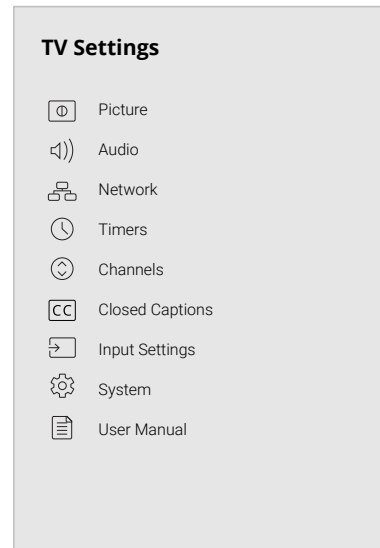 TV Settings
Picture
Audio
Network
Timers
Channels
CC Closed Captions
Input Settings
System
User Manual